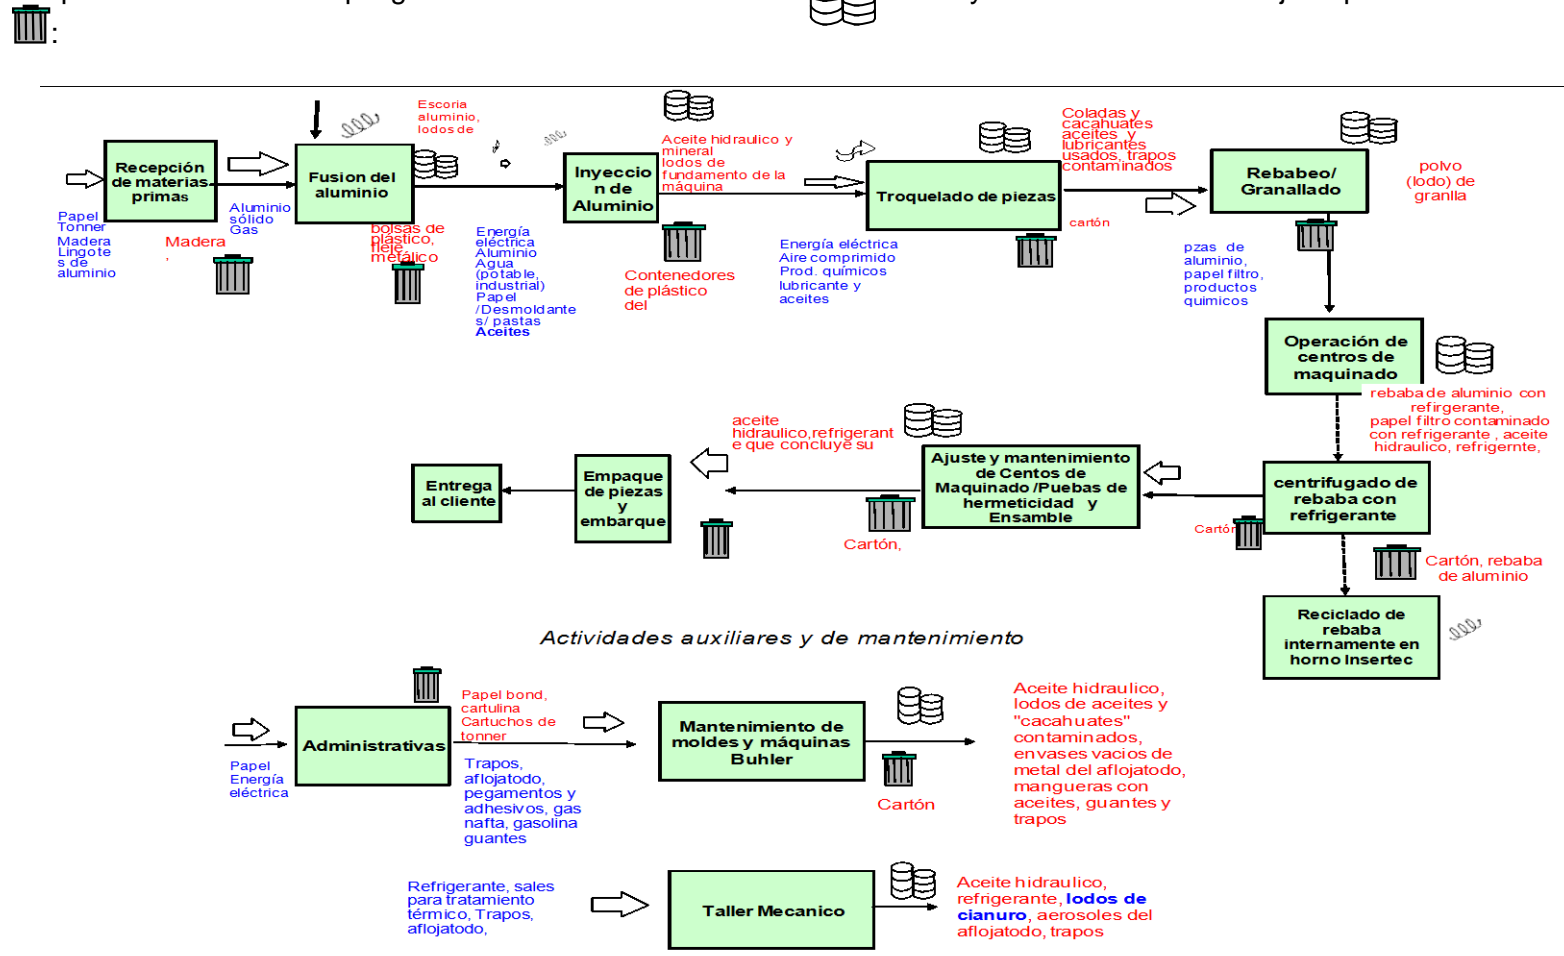 :
Escoria
aluminio,
lodos de
Recepción
de materias
primas
Papel
Tonner
Madera
Lingote
s de
aluminio
Madera
,
Aluminio
sólido
Gas
Fusion del
aluminio
bolsas de
plástico,
fleje
metálico
Energía
eléctrica
Aluminio
Agua
(potable,
industrial)
Papel
/Desmoldante
s/ pastas
Aceites
Inyeccio
n de
Aluminio
Aceite hidraulico y
mineral
lodos de
fundamento de la
máquina
Contenedores
de plástico
del
Energía eléctrica
Aire comprimido
Prod. químicos
lubricante y
aceites
Troquelado de piezas
Coladas y
cacahuates
aceites y
lubricantes
usados, trapos
contaminados
cartón
Rebabeo/
Granallado
polvo
(lodo) de
granlla
pzas de
aluminio,
papel filtro,
productos
quimicos
Operación de
centros de
maquinado
rebaba de aluminio con
refirgerante,
papel filtro contaminado
con refrigerante , aceite
hidraulico, refrigernte,
centrifugado de
rebaba con
refrigerante
Cartón
Cartón, rebaba
de aluminio
Reciclado de
rebaba
internamente en
horno Insertec
Ajuste y mantenimiento
de Centos de
Maquinado /Puebas de
hermeticidad y
Ensamble
Cartón,
aceite
hidraulico,refrigerant
e que concluye su
Empaque
de piezas
y
embarque
Entrega
al cliente
Actividades auxiliares y de mantenimiento
Papel
Energía
eléctrica
Administrativas
Papel bond,
cartulina
Cartuchos de
tonner
Trapos,
aflojatodo,
pegamentos y
adhesivos, gas
nafta, gasolina
guantes
Mantenimiento de
moldes y máquinas
Buhler
Cartón
Aceite hidraulico,
lodos de aceites y
"cacahuates"
contaminados,
envases vacios de
metal del aflojatodo,
mangueras con
aceites, guantes y
trapos
Refrigerante, sales
para tratamiento
térmico, Trapos,
aflojatodo,
Taller Mecanico
Aceite hidraulico,
refrigerante, lodos de
cianuro, aerosoles del
aflojatodo, trapos